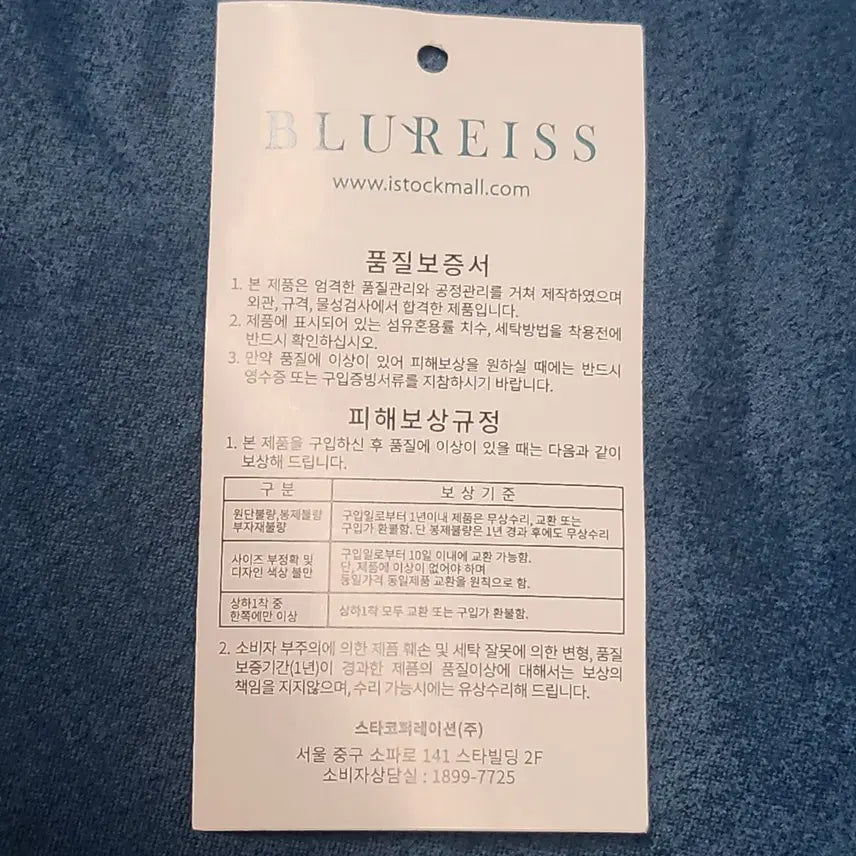 BLUREISS
www.istockmall.com
품질보증서
1. 본 제품은 엄격한 품질관리와 공정관리를 거쳐 제작하였으며
외관, 규격, 물성검사에서 합격한 제품입니다.
2. 제품에 표시되어 있는 섬유혼용률 치수, 세탁방법을 착용전에
반드시 확인하십시오.
3. 만약 품질에 이상이 있어 피해보상을 원하실 때에는 반드시
영수증 또는 구입증빙서류를 지참하시기 바랍니다.
피해보상규정
1. 본 제품을 구입하신 후 품질에 이상이 있을 때는 다음과 같이
보상해 드립니다.
구 분 보 상 기 준
원단불량,봉제불량
부자재불량
구입일로부터 1년이내 제품은 무상수리, 교환 또는
구입가 환불함. 단 봉제불량은 1년 경과 후에도 무상수리
사이즈 부정확 및
디자인 색상 불만
구입일로부터 10일 이내에 교환 가능함.
단, 제품에 이상이 없어야 하며
동일가격 동일제품 교환을 원칙으로 함.
상하1착 중
한쪽에만 이상
상하1착 모두 교환 또는 구입가 환불함.
2. 소비자 부주의에 의한 제품 훼손 및 세탁 잘못에 의한 변형, 품질
보증기간(1년)이 경과한 제품의 품질이상에 대해서는 보상의
책임을 지지않으며, 수리 가능시에는 유상수리해 드립니다.
스타코퍼레이션(주)
서울 중구 소파로 141 스타빌딩 2F
소비자상담실 : 1899-7725